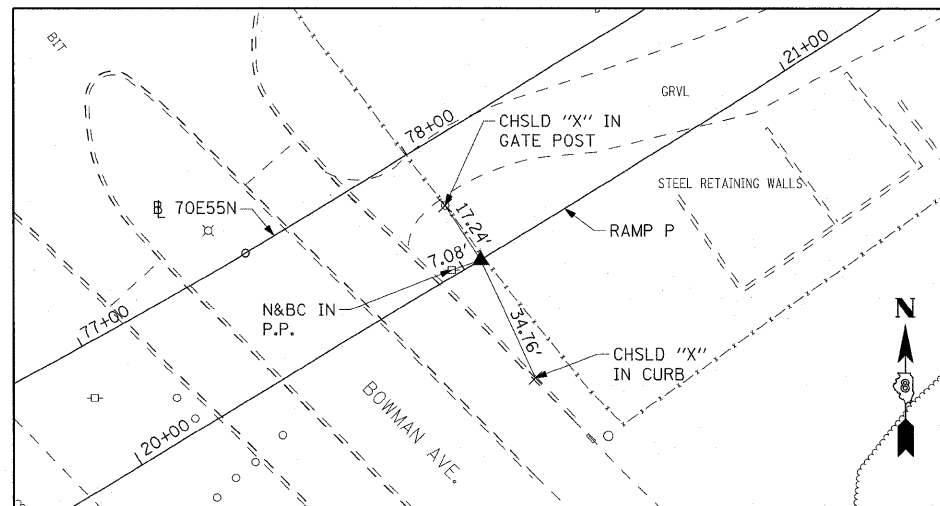 BIT
21+00
78+00
GRVL
CHSLD "X" IN
GATE POST
STEEL RETAINING WALLS
℄ 70E55N
17.24'
RAMP P
7.08'
N&BC IN
P.P.
77+00
34.76'
N
8
CHSLD "X"
IN CURB
BOWMAN AVE.
20+00